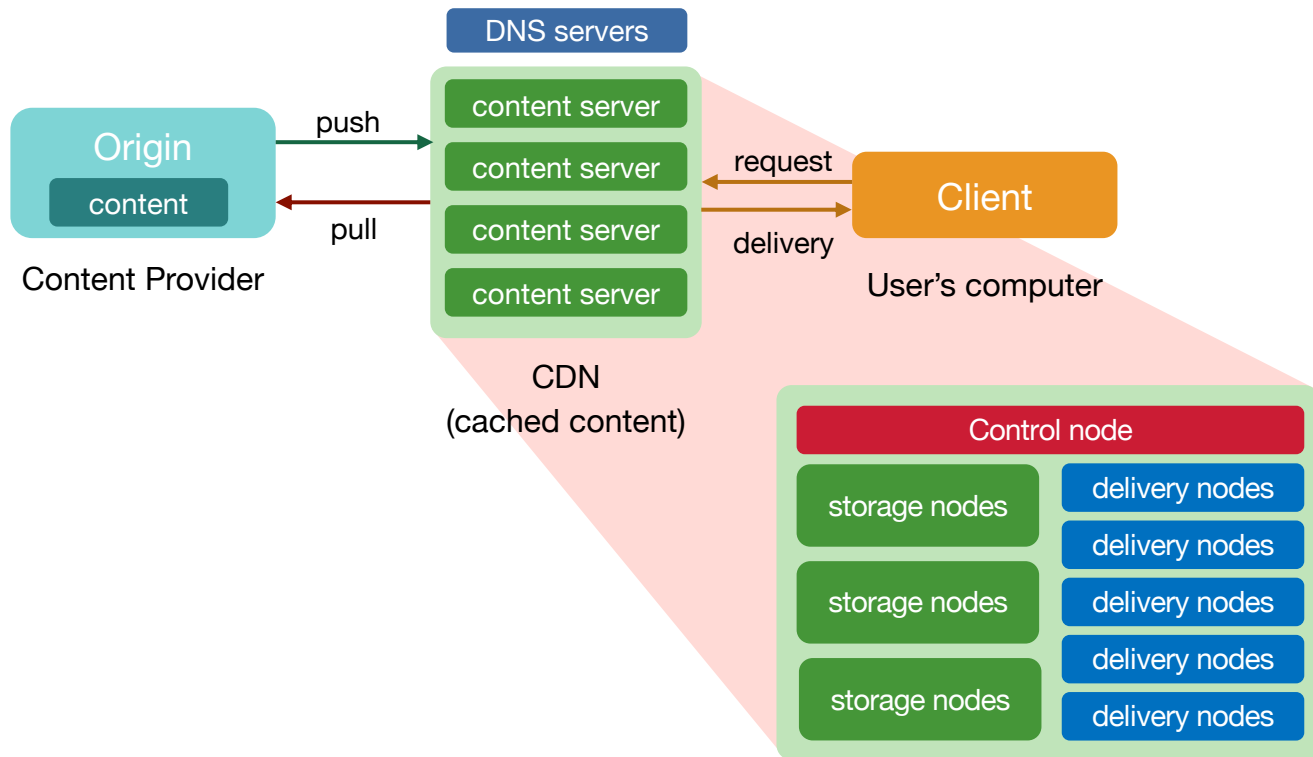 DNS servers
Origin
content
Content Provider
push
pull
content server
content server
content server
content server
CDN
(cached content)
request
delivery
Client
User’s computer
Control node
storage nodes
storage nodes
storage nodes
delivery nodes
delivery nodes
delivery nodes
delivery nodes
delivery nodes